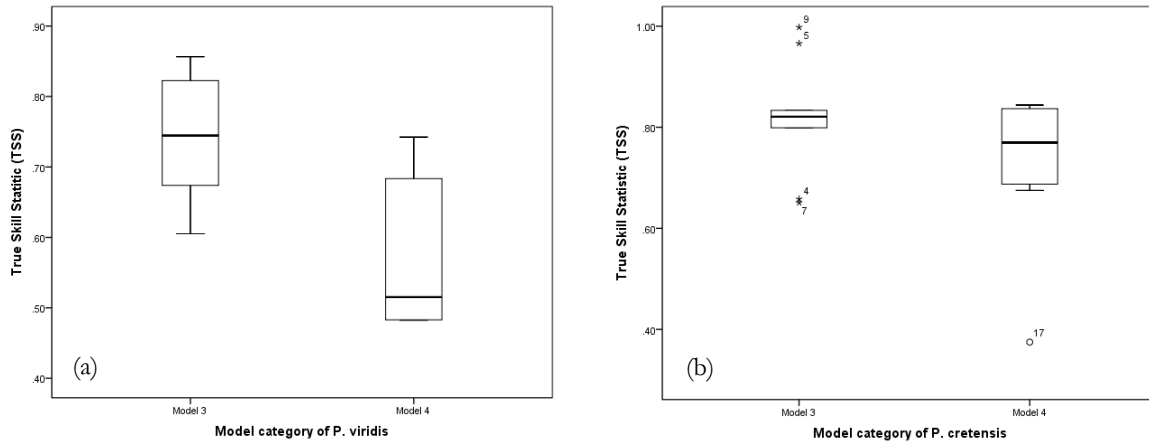 .90
.80
.70
.60
.50
.40
True Skill Statitic (TSS)
(a)
Model 3 Model 4
Model category of P. viridis
1.00
.80
.60
.40
True Skill Statistic (TSS)
9
5
4
7
17
(b)
Model 3 Model 4
Model category of P. cretensis